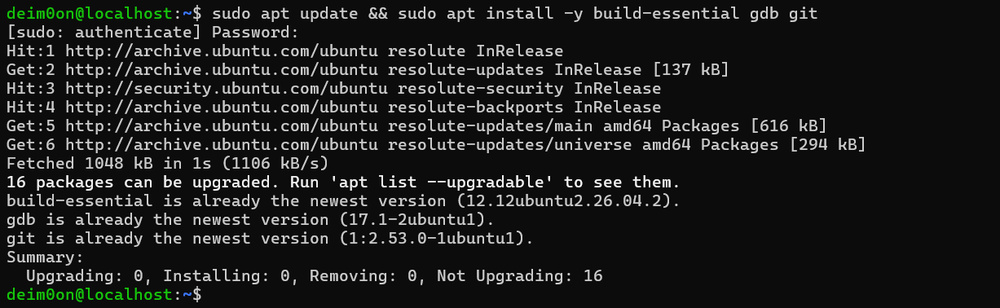 deim0on@localhost:~$ sudo apt update && sudo apt install -y build-essential gdb git
[sudo: authenticate] Password:
Hit:1 http://archive.ubuntu.com/ubuntu resolute InRelease
Get:2 http://archive.ubuntu.com/ubuntu resolute-updates InRelease [137 kB]
Hit:3 http://security.ubuntu.com/ubuntu resolute-security InRelease
Hit:4 http://archive.ubuntu.com/ubuntu resolute-backports InRelease
Get:5 http://archive.ubuntu.com/ubuntu resolute-updates/main amd64 Packages [616 kB]
Get:6 http://archive.ubuntu.com/ubuntu resolute-updates/universe amd64 Packages [294 kB]
Fetched 1048 kB in 1s (1106 kB/s)
16 packages can be upgraded. Run 'apt list --upgradable' to see them.
build-essential is already the newest version (12.12ubuntu2.26.04.2).
gdb is already the newest version (17.1-2ubuntu1).
git is already the newest version (1:2.53.0-1ubuntu1).
Summary:
  Upgrading: 0, Installing: 0, Removing: 0, Not Upgrading: 16
deim0on@localhost:~$